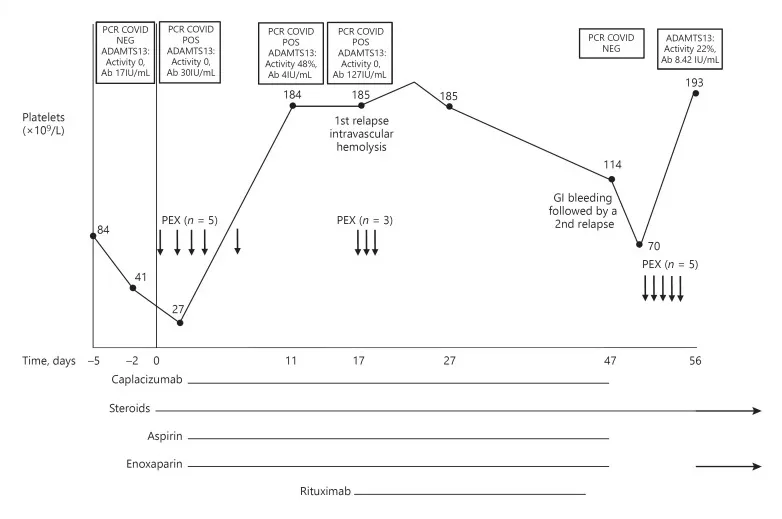 PCR COVID
NEG
ADAMTS13:
Activity 0,
Ab 17IU/mL
PCR COVID
POS
ADAMTS13:
Activity 0,
Ab 30IU/mL
PCR COVID
POS
ADAMTS13:
Activity 48%,
Ab 4IU/mL
PCR COVID
POS
ADAMTS13:
Activity 0,
Ab 127IU/mL
PCR COVID
NEG
ADAMTS13:
Activity 22%,
Ab 8.42 IU/mL
Platelets
(×10⁹/L)
184
185
185
193
1st relapse
intravascular
hemolysis
114
GI bleeding
followed by a
2nd relapse
PEX (n = 5)
PEX (n = 3)
84
70
PEX (n = 5)
41
27
Time, days
–5 –2 0 11 17 27 47 56
Caplacizumab
Steroids
Aspirin
Enoxaparin
Rituximab